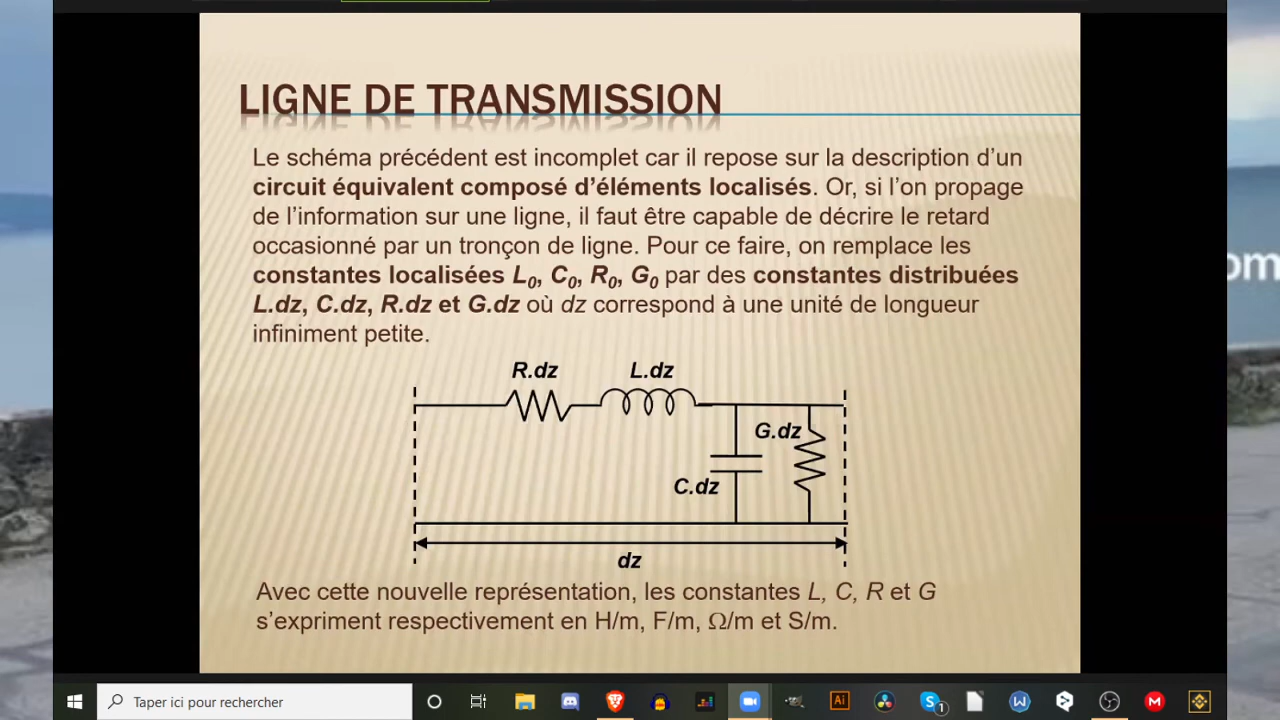 LIGNE DE TRANSMISSION
Le schéma précédent est incomplet car il repose sur la description d’un
circuit équivalent composé d’éléments localisés. Or, si l’on propage
de l’information sur une ligne, il faut être capable de décrire le retard
occasionné par un tronçon de ligne. Pour ce faire, on remplace les
constantes localisées L0, C0, R0, G0 par des constantes distribuées
L.dz, C.dz, R.dz et G.dz où dz correspond à une unité de longueur
infiniment petite.
R.dz
L.dz
G.dz
C.dz
dz
Avec cette nouvelle représentation, les constantes L, C, R et G
s’expriment respectivement en H/m, F/m, Ω/m et S/m.
om
Taper ici pour rechercher
Ai
S
1
W
M